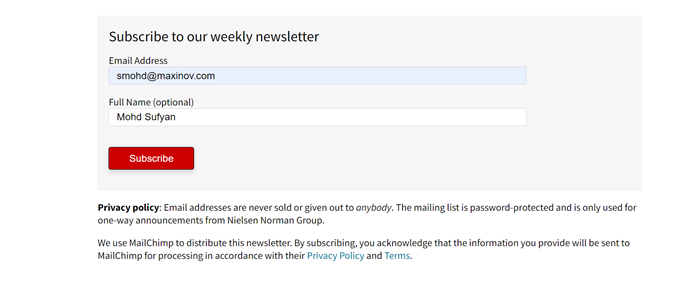 Subscribe to our weekly newsletter
Email Address
smohd@maxinov.com
Full Name (optional)
Mohd Sufyan
Subscribe
Privacy policy: Email addresses are never sold or given out to anybody. The mailing list is password-protected and is only used for
one-way announcements from Nielsen Norman Group.
We use MailChimp to distribute this newsletter. By subscribing, you acknowledge that the information you provide will be sent to
MailChimp for processing in accordance with their Privacy Policy and Terms.